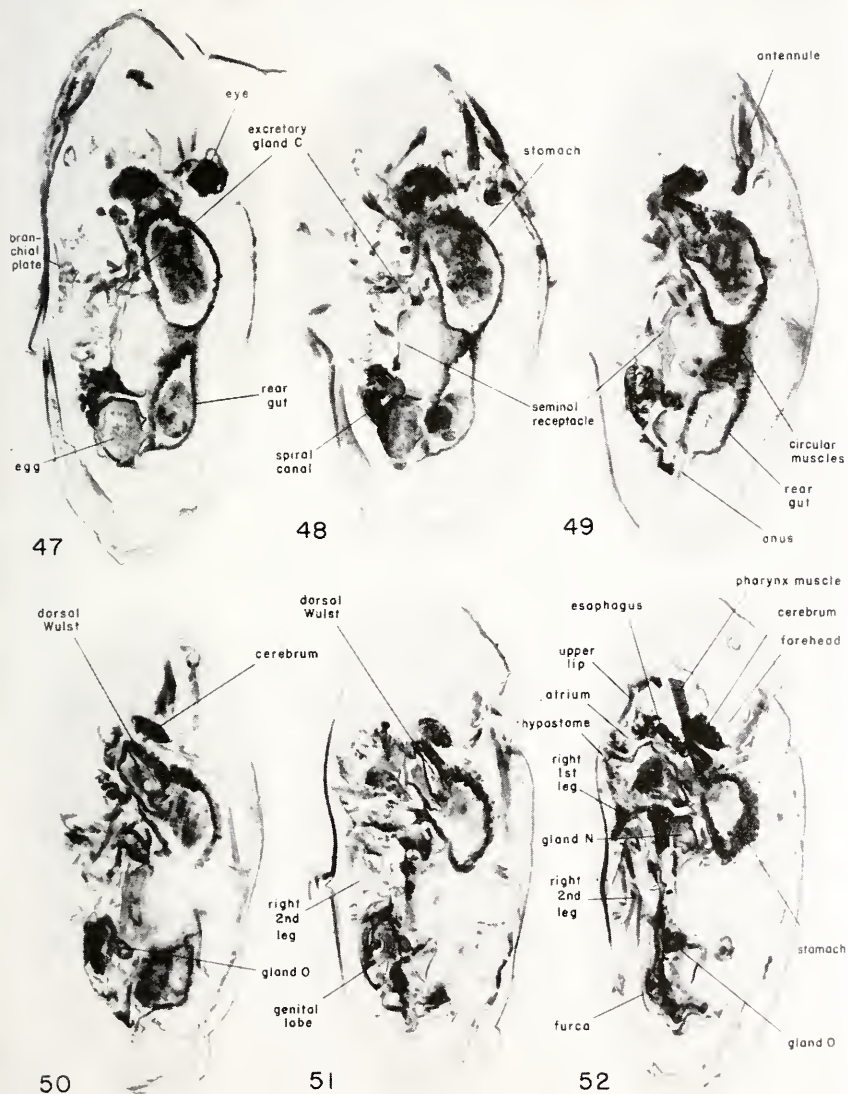 antennule
eye
excretary
gland C
stomach
bran-
chial
plate
rear
gut
seminal
receptacle
egg
spiral
canal
circular
muscles
rear
gut
anus
47
48
49
pharynx muscle
dorsal
Wulst
dorsal
Wulst
esophagus
cerebrum
cerebrum
upper
lip
forehead
atrium
hypostome
right
1st
leg
gland N
right
2nd
leg
right
2nd
leg
gland O
stomach
genital
lobe
furca
gland O
50
51
52